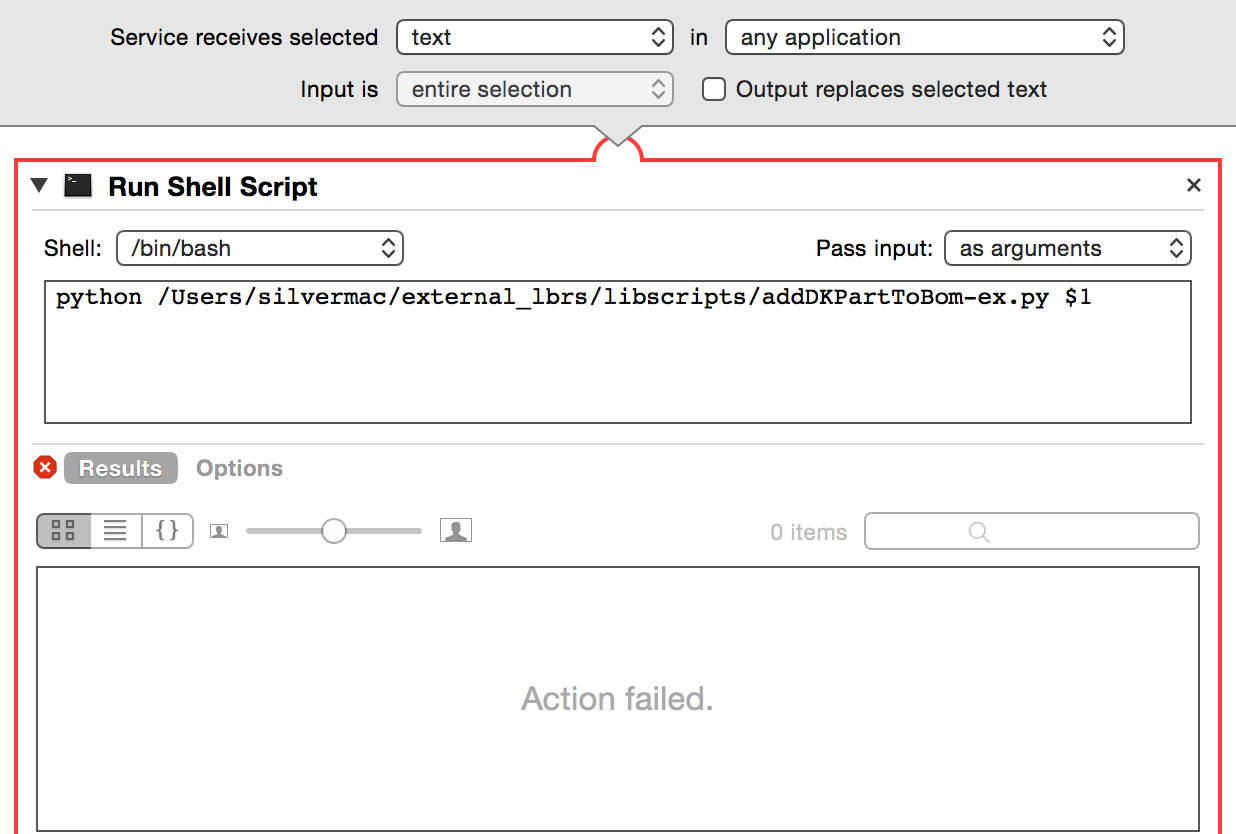 Service receives selected text in any application
Input is entire selection Output replaces selected text
Run Shell Script
Shell: /bin/bash Pass input: as arguments
python /Users/silvermac/external_lbrs/libscripts/addDKPartToBom-ex.py $1
Results Options
0 items
Action failed.